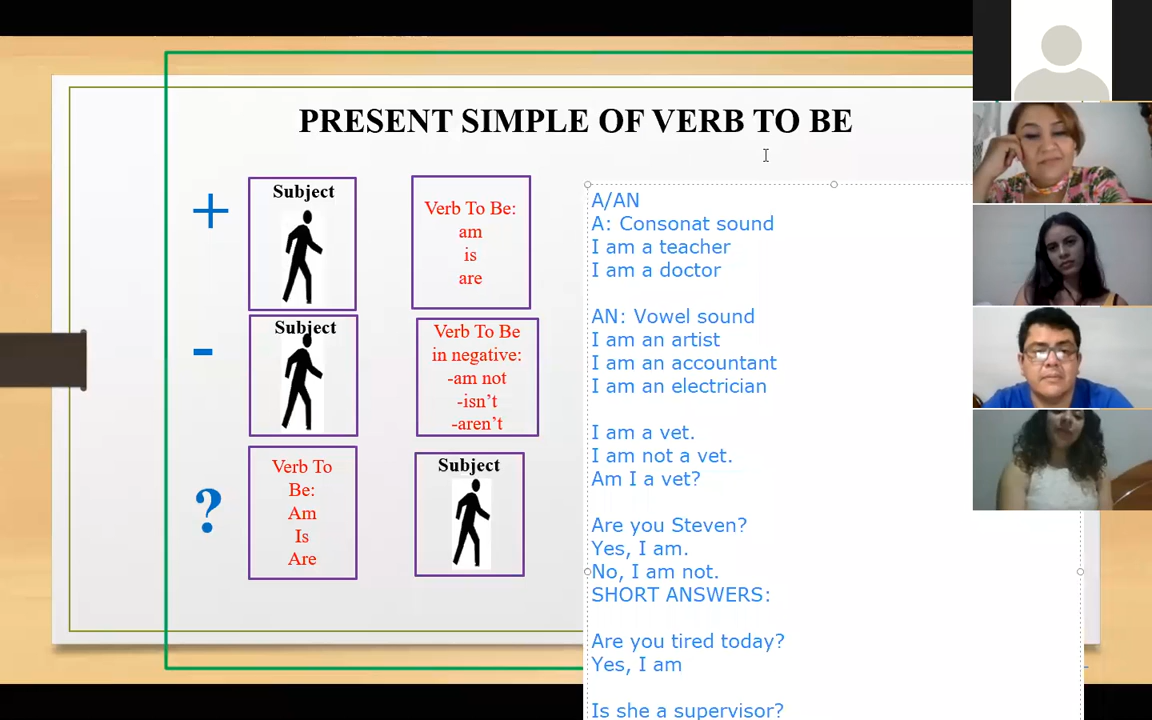 PRESENT SIMPLE OF VERB TO BE
+
Subject
Verb To Be:
am
is
are
-
Subject
Verb To Be
in negative:
-am not
-isn't
-aren't
?
Verb To
Be:
Am
Is
Are
Subject
A/AN
A: Consonat sound
I am a teacher
I am a doctor
AN: Vowel sound
I am an artist
I am an accountant
I am an electrician
I am a vet.
I am not a vet.
Am I a vet?
Are you Steven?
Yes, I am.
No, I am not.
SHORT ANSWERS:
Are you tired today?
Yes, I am
Is she a supervisor?